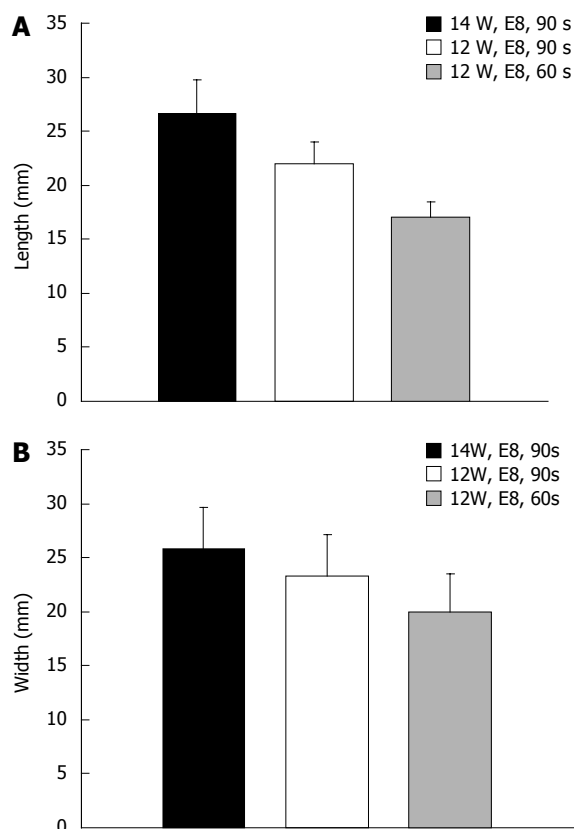 A
14 W, E8, 90 s
12 W, E8, 90 s
12 W, E8, 60 s
35
30
25
20
15
10
5
0
Length (mm)
B
14W, E8, 90s
12W, E8, 90s
12W, E8, 60s
35
30
25
20
15
10
5
0
Width (mm)